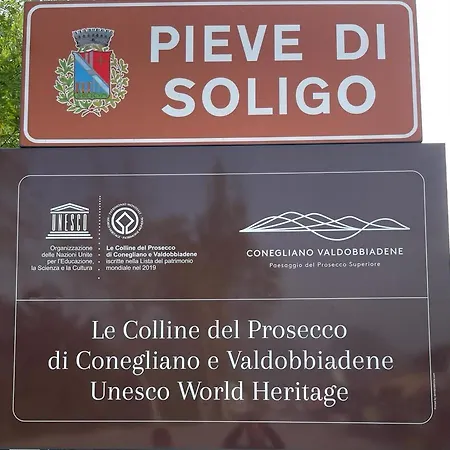 PIEVE DI
SOLIGO
UNESCO
Organizzazione
delle Nazioni Unite
per l'Educazione,
la Scienza e la Cultura
Le Colline del Prosecco
di Conegliano e Valdobbiadene
iscritte nella Lista del patrimonio
mondiale nel 2019
CONEGLIANO VALDOBBIADENE
Paesaggio del Prosecco Superiore
Le Colline del Prosecco
di Conegliano e Valdobbiadene
Unesco World Heritage